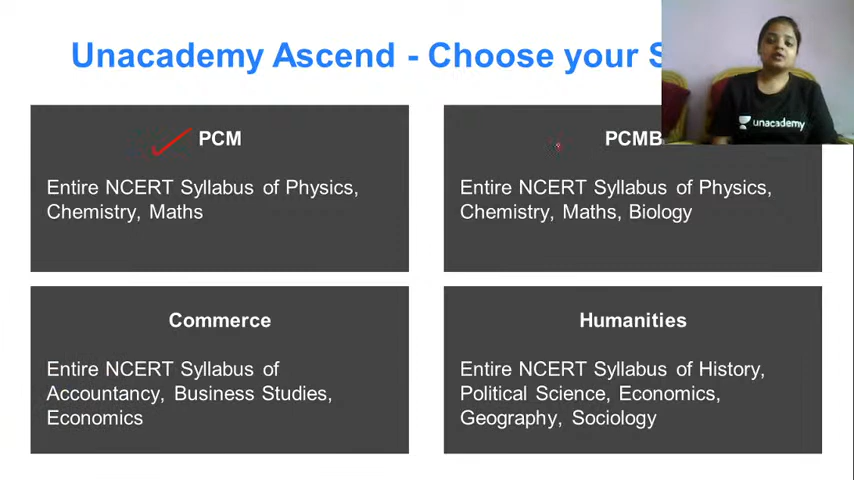 Unacademy Ascend - Choose your S
PCM
Entire NCERT Syllabus of Physics,
Chemistry, Maths
PCMB
Entire NCERT Syllabus of Physics,
Chemistry, Maths, Biology
Commerce
Entire NCERT Syllabus of
Accountancy, Business Studies,
Economics
Humanities
Entire NCERT Syllabus of History,
Political Science, Economics,
Geography, Sociology
unacademy